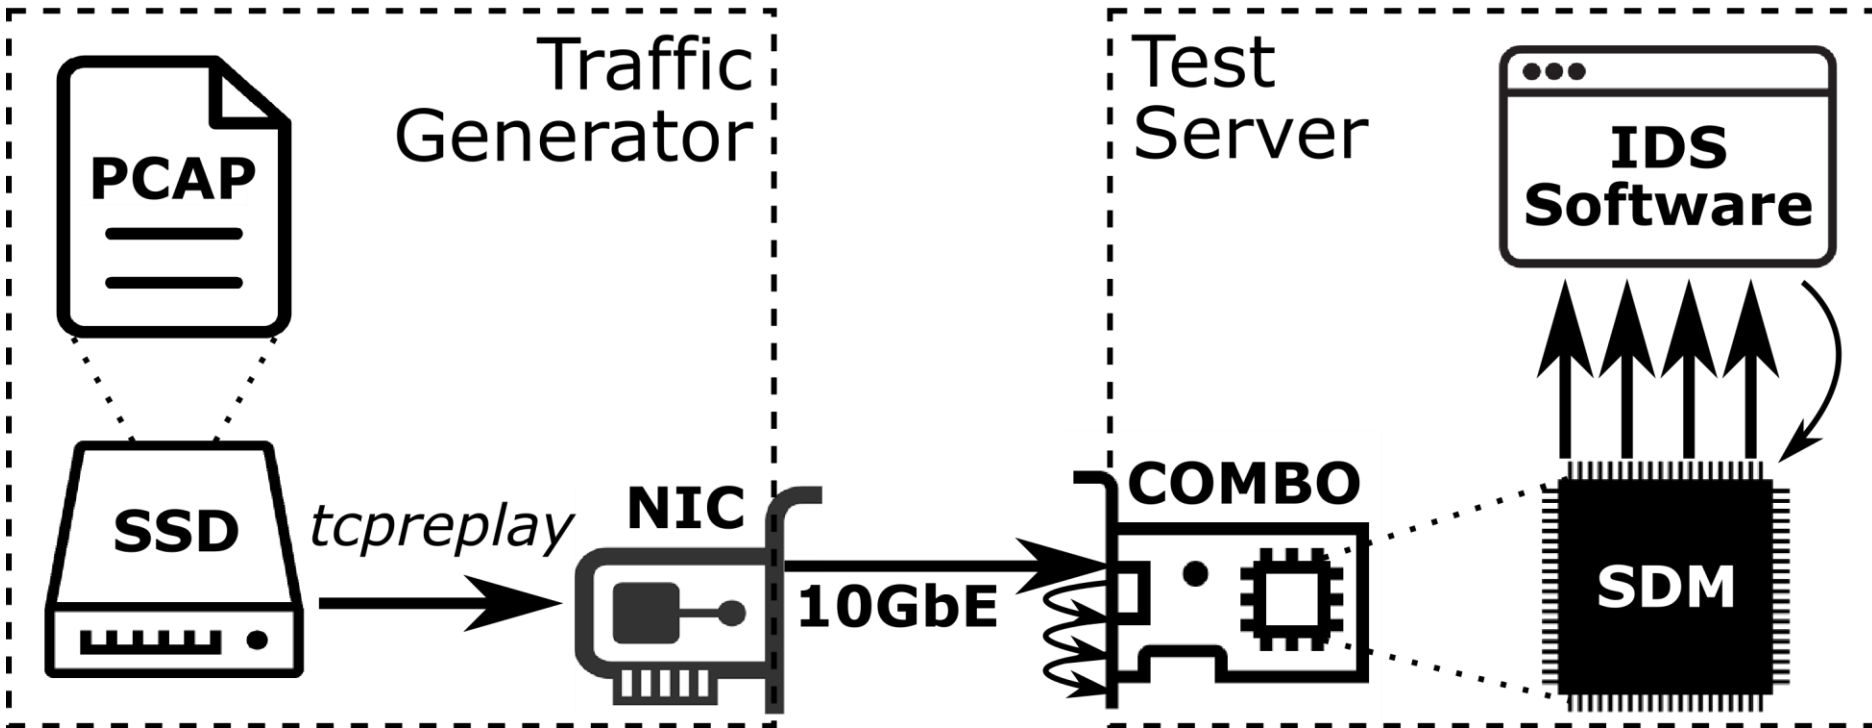 Traffic
Generator
PCAP
SSD
tcpreplay
NIC
10GbE
Test
Server
IDS
Software
COMBO
SDM